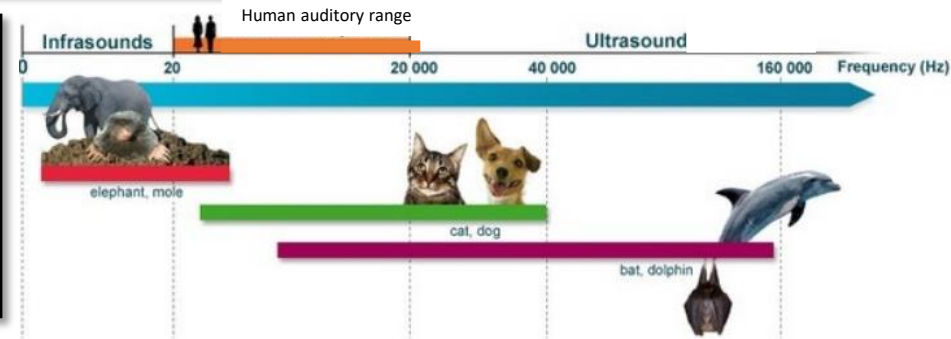 Human auditory range
Infrasounds
Ultrasound
0 20 20 000 40 000 160 000 Frequency (Hz)
elephant, mole
cat, dog
bat, dolphin